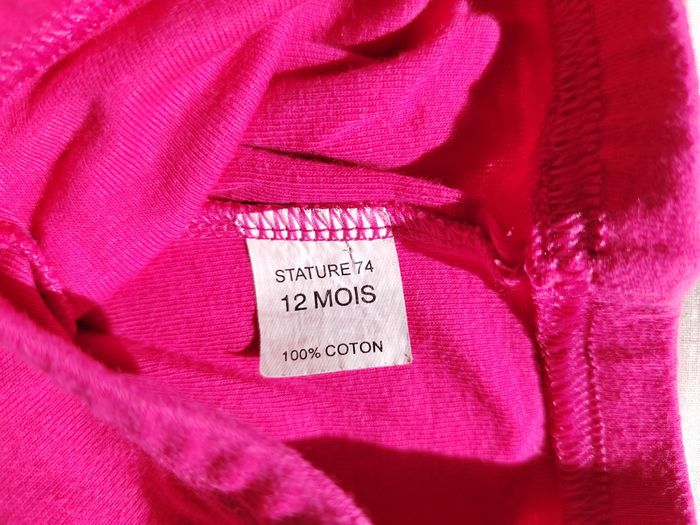 STATURE 74
12 MOIS
100% COTON